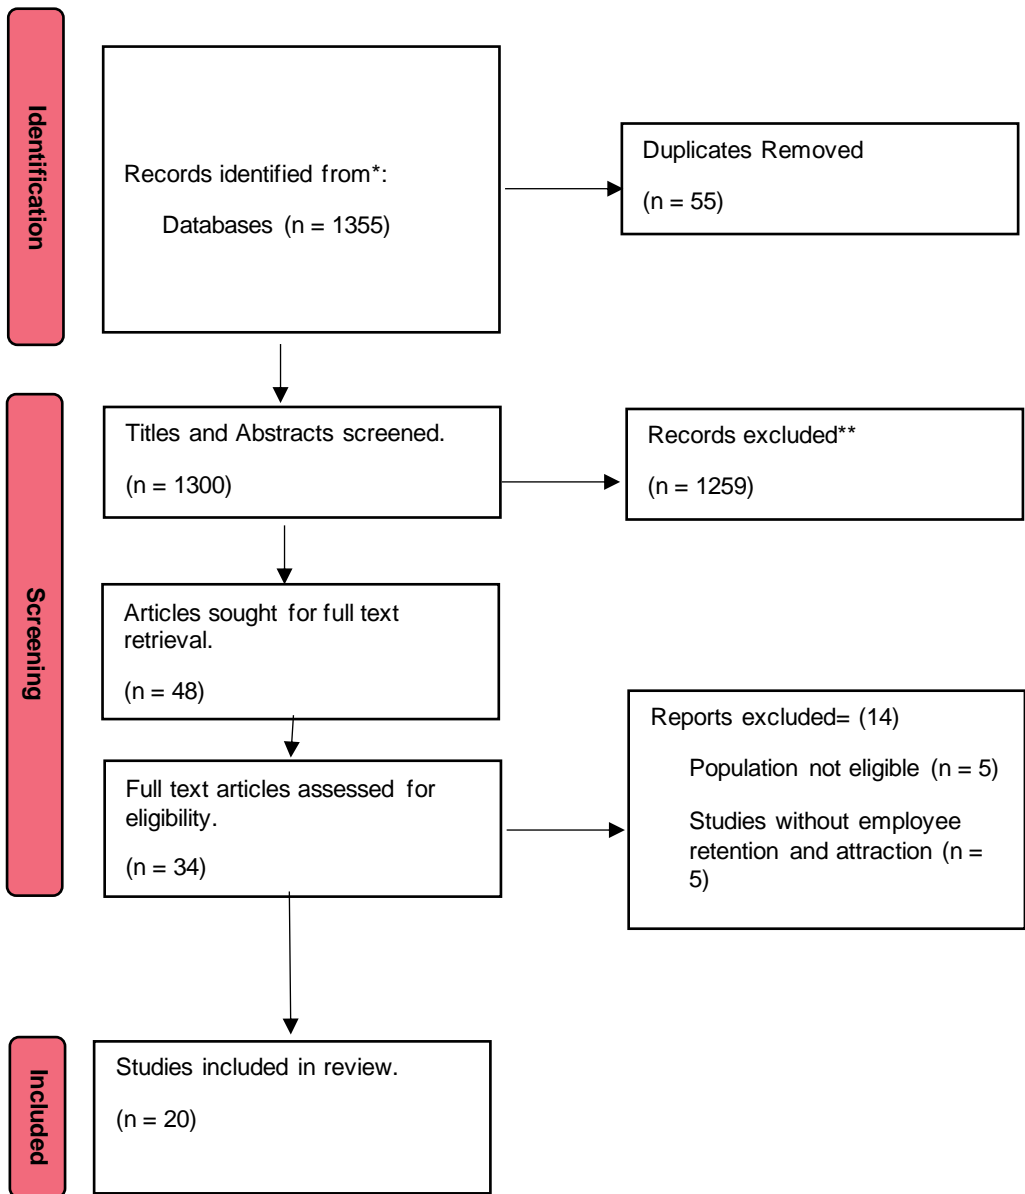 Identification
Records identified from*:
Databases (n = 1355)
Duplicates Removed
(n = 55)
Screening
Titles and Abstracts screened.
(n = 1300)
Records excluded**
(n = 1259)
Articles sought for full text
retrieval.
(n = 48)
Full text articles assessed for
eligibility.
(n = 34)
Reports excluded= (14)
Population not eligible (n = 5)
Studies without employee
retention and attraction (n =
5)
Included
Studies included in review.
(n = 20)